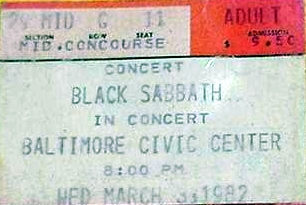 29 MID G 11 ADULT
SECTION ROW SEAT ADMISSION
MID.CONCOURSE $ 9.50
CONCERT
BLACK SABBATH
IN CONCERT
BALTIMORE CIVIC CENTER
8:00 PM
WED MARCH 3,1982